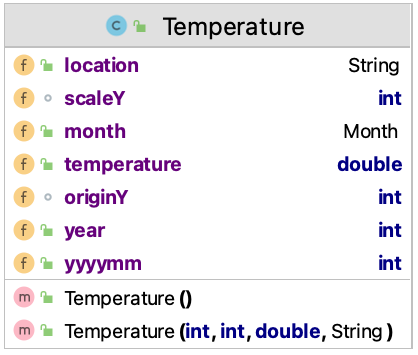 C Temperature
f location String
f scaleY int
f month Month
f temperature double
f originY int
f year int
f yyyymm int
m Temperature ()
m Temperature (int, int, double, String )